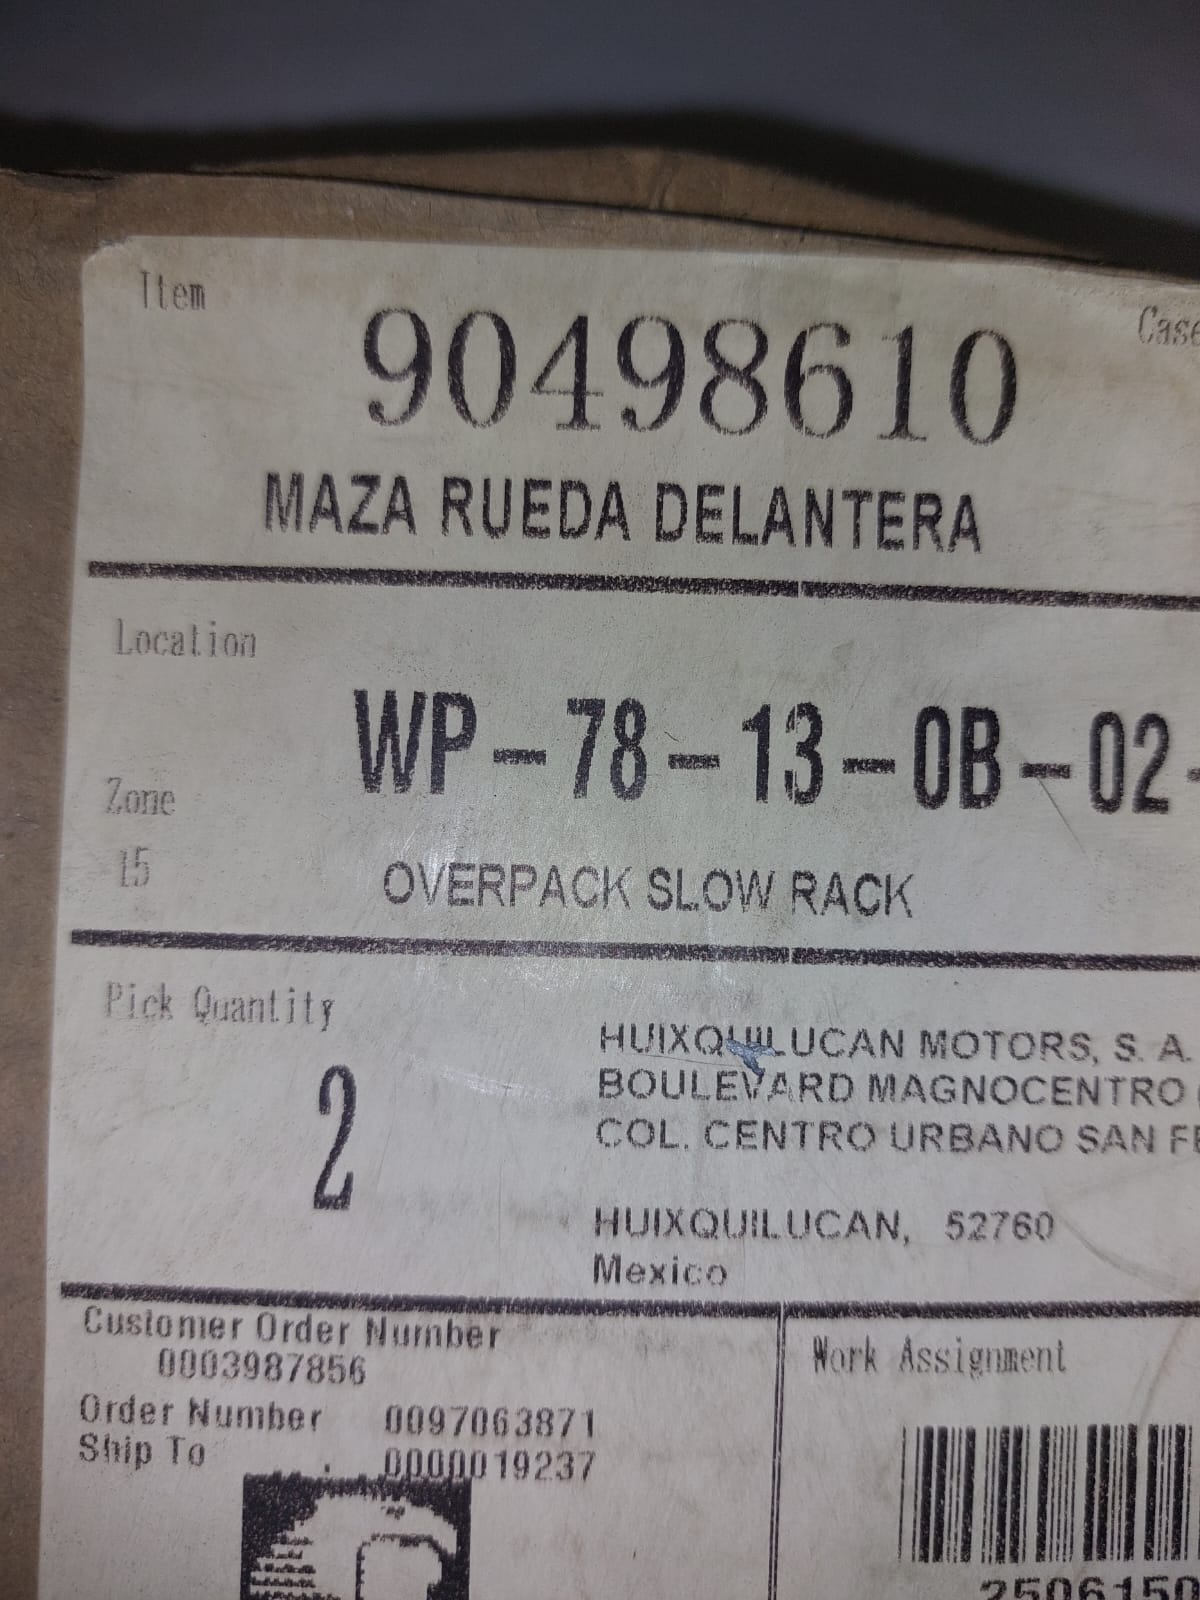 Item
90498610
Case
MAZA RUEDA DELANTERA
Location
WP-78-13-0B-02-
Zone
15
OVERPACK SLOW RACK
Pick Quantity
2
HUIXQUILUCAN MOTORS, S. A.
BOULEVARD MAGNOCENTRO
COL. CENTRO URBANO SAN FE
HUIXQUILUCAN, 52760
Mexico
Customer Order Number
0003987856
Order Number 0097063871
Ship To 0000019237
Work Assignment
2506150